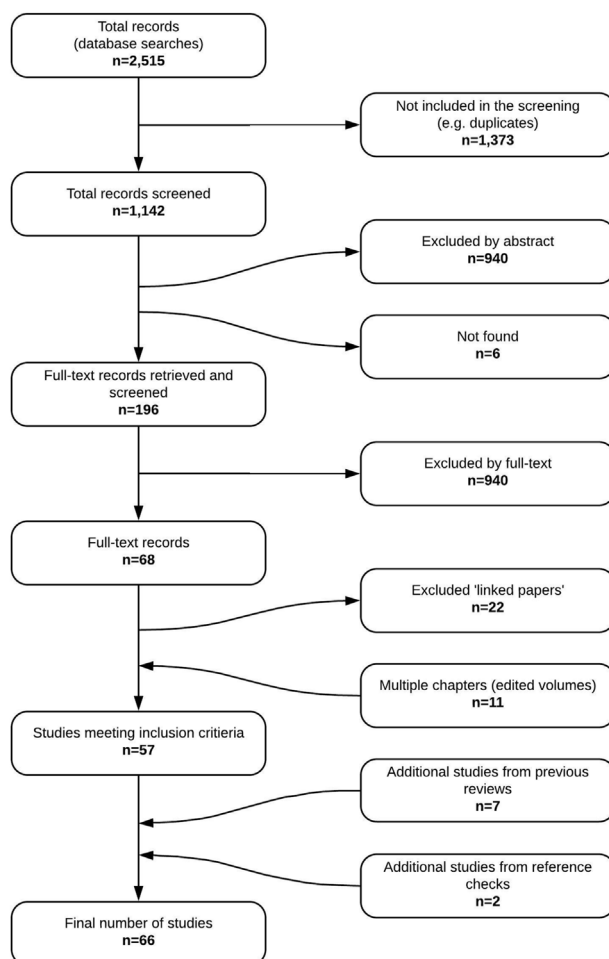 Total records
(database searches)
n=2,515
Not included in the screening
(e.g. duplicates)
n=1,373
Total records screened
n=1,142
Excluded by abstract
n=940
Not found
n=6
Full-text records retrieved and
screened
n=196
Excluded by full-text
n=940
Full-text records
n=68
Excluded 'linked papers'
n=22
Multiple chapters (edited volumes)
n=11
Studies meeting inclusion critieria
n=57
Additional studies from previous
reviews
n=7
Additional studies from reference
checks
n=2
Final number of studies
n=66